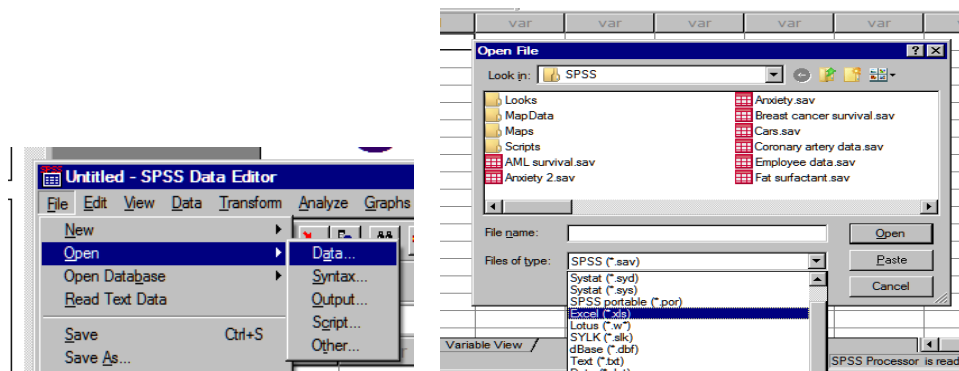 Untitled - SPSS Data Editor
File Edit View Data Transform Analyze Graphs
New
Open
Open Database
Read Text Data
Save Ctrl+S
Save As...
Data...
Syntax...
Output...
Script...
Other...
var var var var var
Open File
Look in: SPSS
Looks
MapData
Maps
Scripts
AML survival.sav
Anxiety 2.sav
Anxiety.sav
Breast cancer survival.sav
Cars.sav
Coronary artery data.sav
Employee data.sav
Fat surfactant.sav
File name: Open
Files of type: SPSS (*.sav) Paste
Cancel
Systat (*.syd)
Systat (*.sys)
SPSS portable (*.por)
Excel (*.xls)
Lotus (*.w*)
SYLK (*.slk)
dBase (*.dbf)
Text (*.txt)
Variable View
SPSS Processor is read